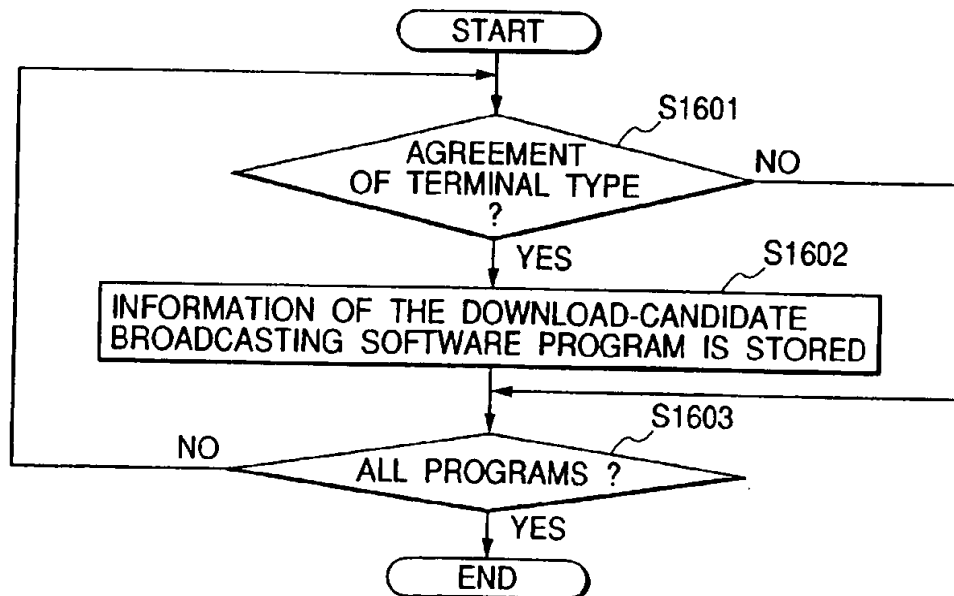 START
S1601
AGREEMENT
OF TERMINAL TYPE
?
NO
YES
S1602
INFORMATION OF THE DOWNLOAD-CANDIDATE
BROADCASTING SOFTWARE PROGRAM IS STORED
S1603
NO
ALL PROGRAMS ?
YES
END